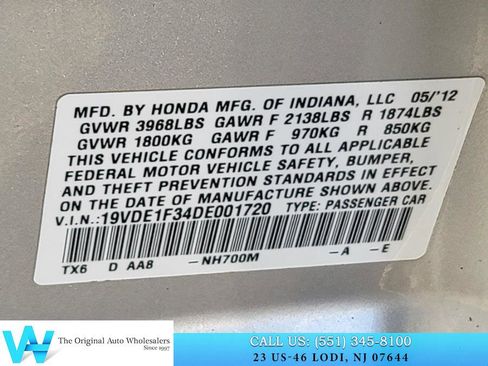 MFD. BY HONDA MFG. OF INDIANA, LLC 05/'12
GVWR 3968LBS GAWR F 2138LBS R 1874LBS
GVWR 1800KG GAWR F 970KG R 850KG
THIS VEHICLE CONFORMS TO ALL APPLICABLE
FEDERAL MOTOR VEHICLE SAFETY, BUMPER,
AND THEFT PREVENTION STANDARDS IN EFFECT
ON THE DATE OF MANUFACTURE SHOWN ABOVE.
V.I.N.:19VDE1F34DE001720 TYPE: PASSENGER CAR
TX6 D AA8 -NH700M -A -E
The Original Auto Wholesalers
Since 1997
CALL US: (551) 345-8100
23 US-46 LODI, NJ 07644